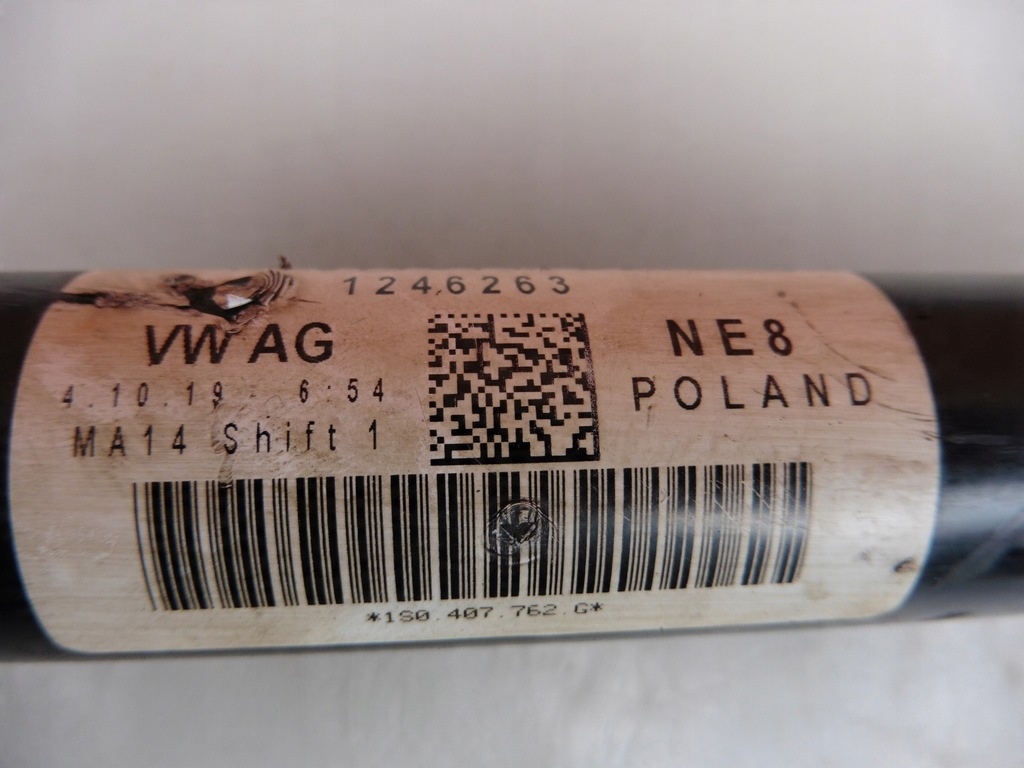 1246263
VW AG
NE8
4.10.19 6:54
POLAND
MA14 Shift 1
*1S0.407.762.G*